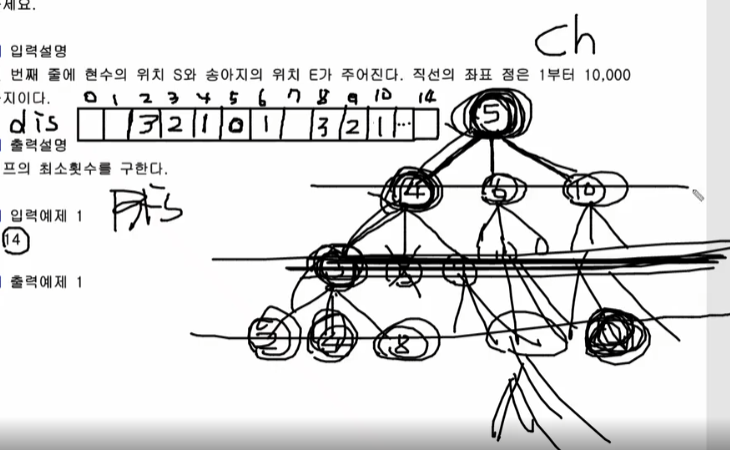 세요.
Ch
입력설명
번째 줄에 현수의 위치 S와 송아지의 위치 E가 주어진다. 직선의 좌표 점은 1부터 10,000
지이다.
0 1 2 3 4 5 6 7 8 9 10 14
dis 3 2 1 0 1 3 2 1 ...
5
출력설명
프의 최소횟수를 구한다.
4 6 10
입력예제 1
14
3
출력예제 1
2 4 8